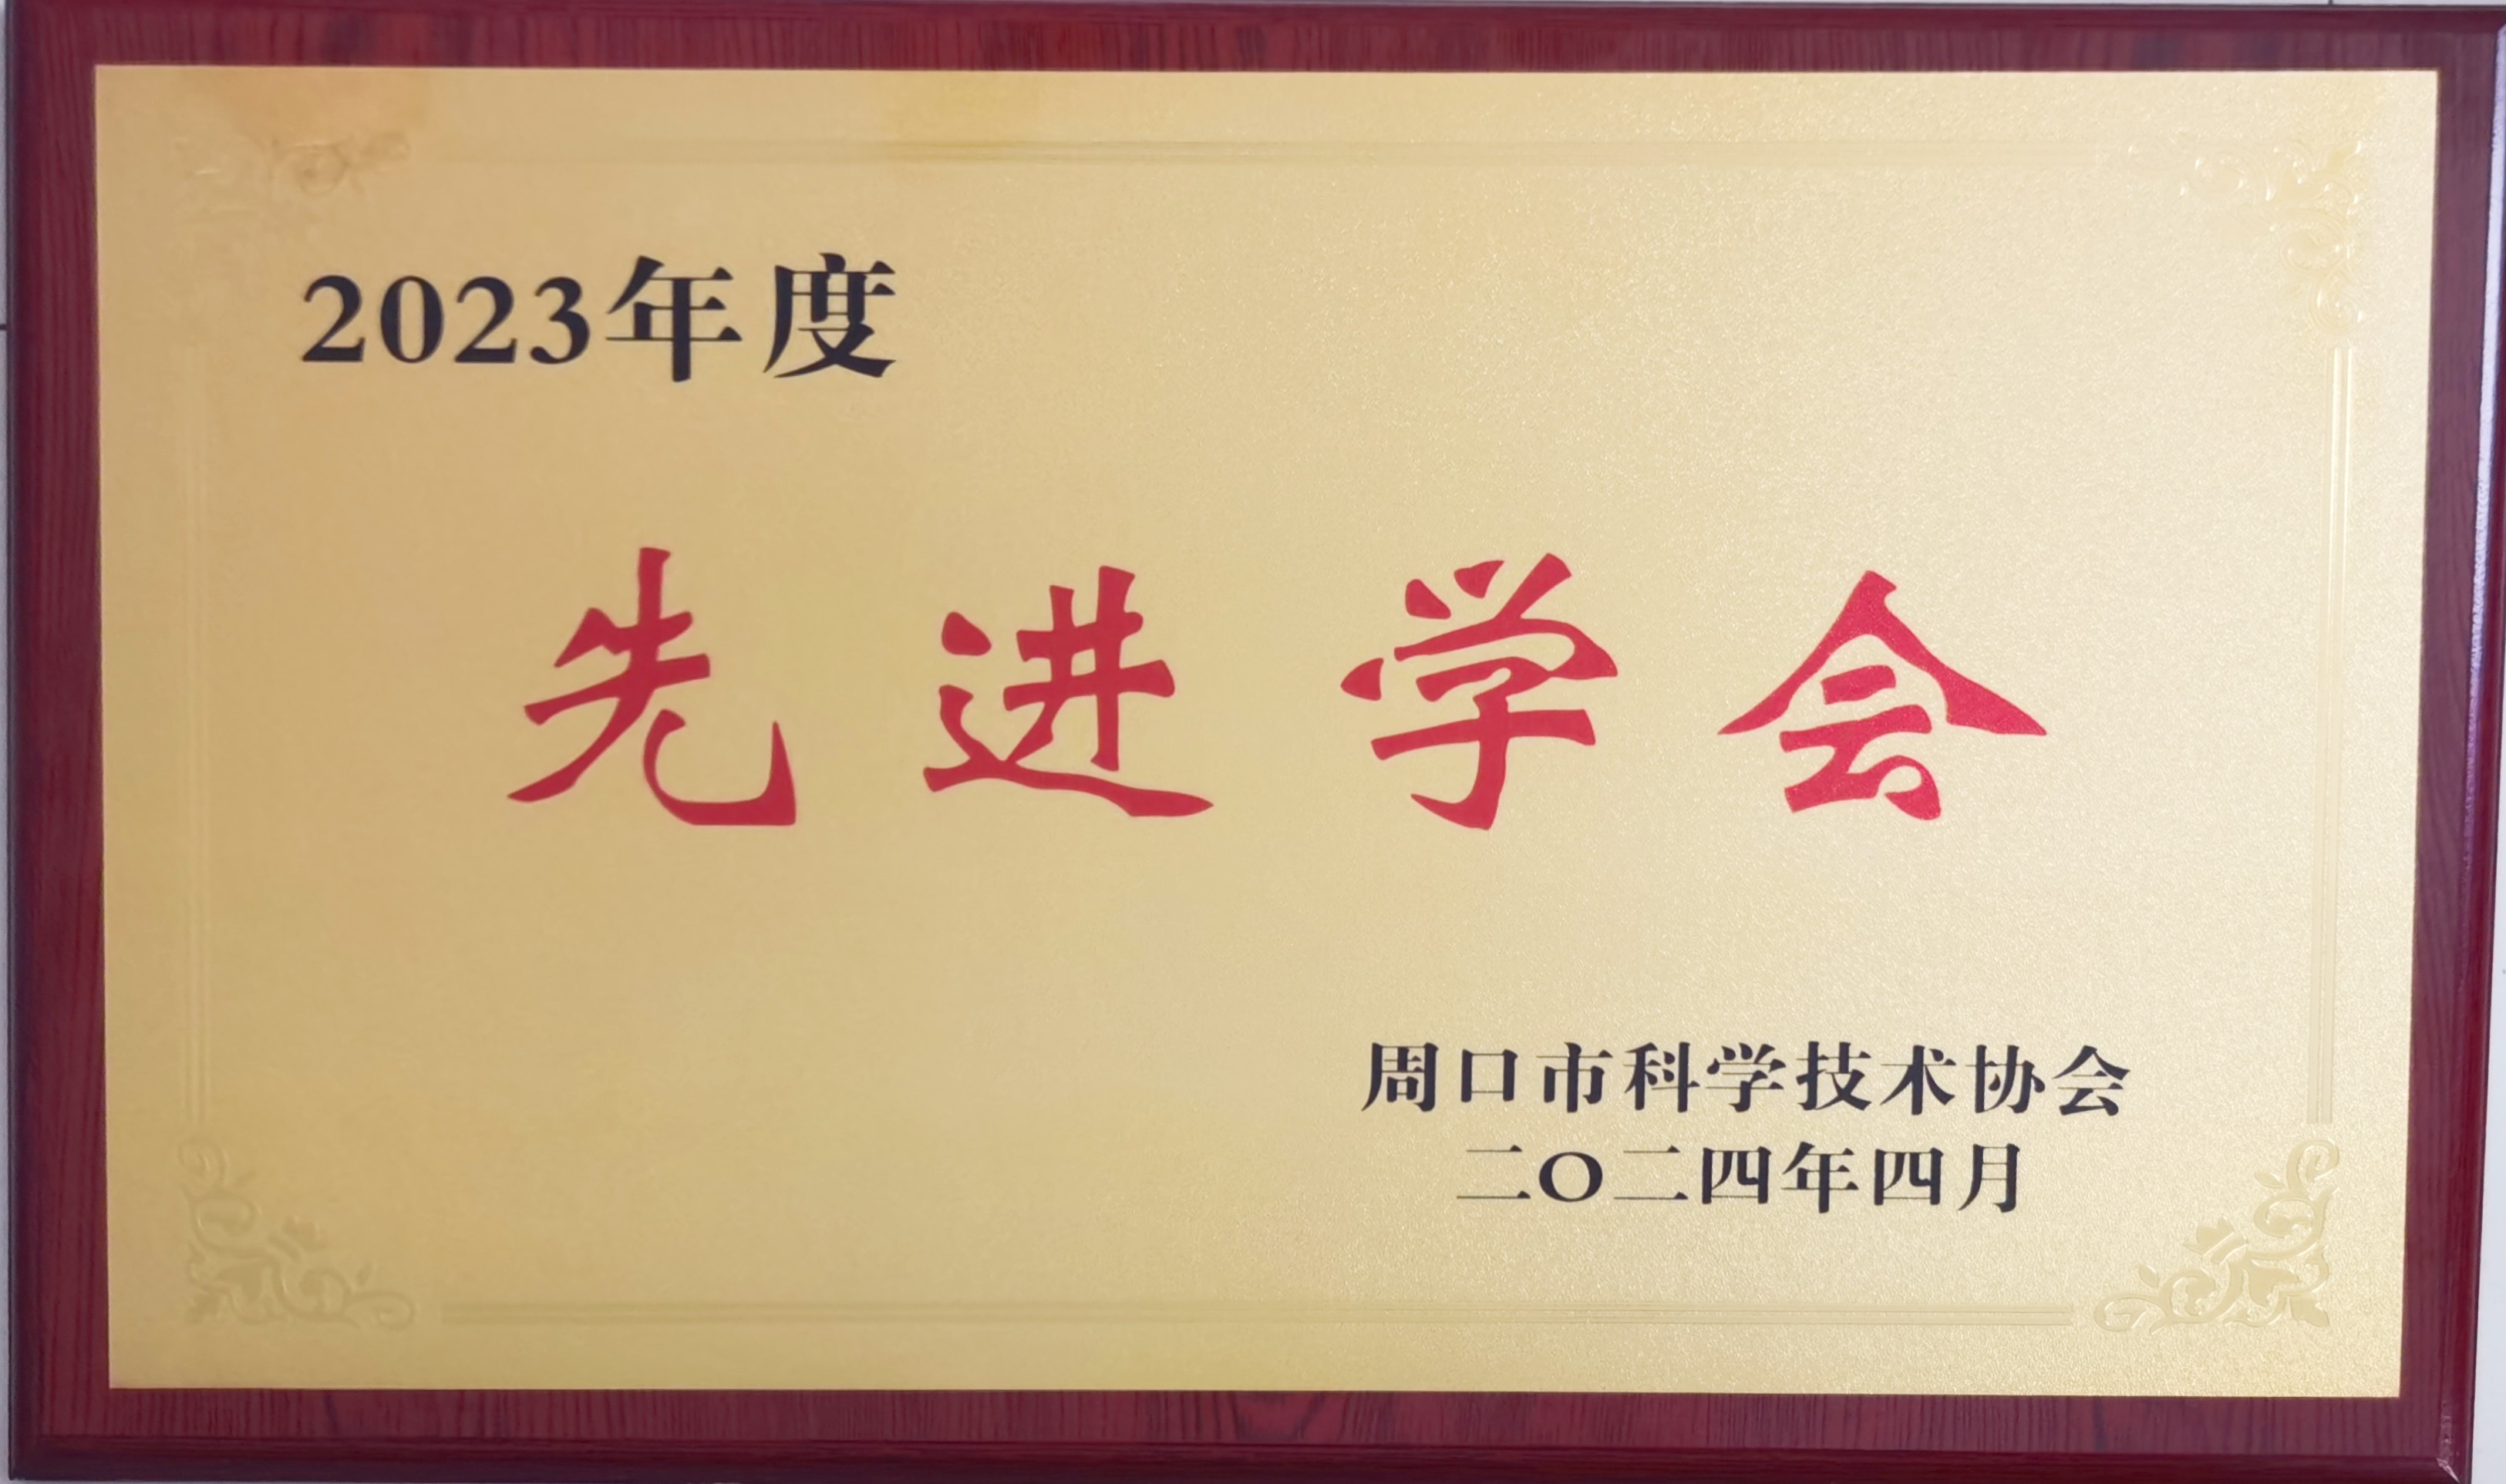 2023年度
先进学会
周口市科学技术协会
二〇二四年四月